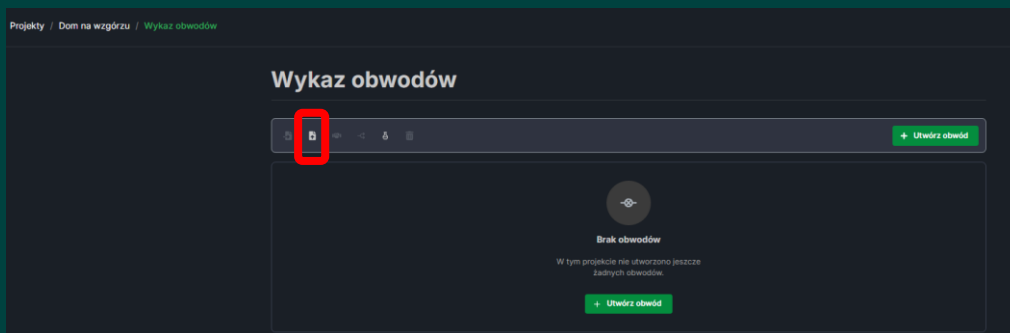 Projekty / Dom na wzgórzu / Wykaz obwodów
Wykaz obwodów
+ Utwórz obwód
Brak obwodów
W tym projekcie nie utworzono jeszcze
żadnych obwodów.
+ Utwórz obwód